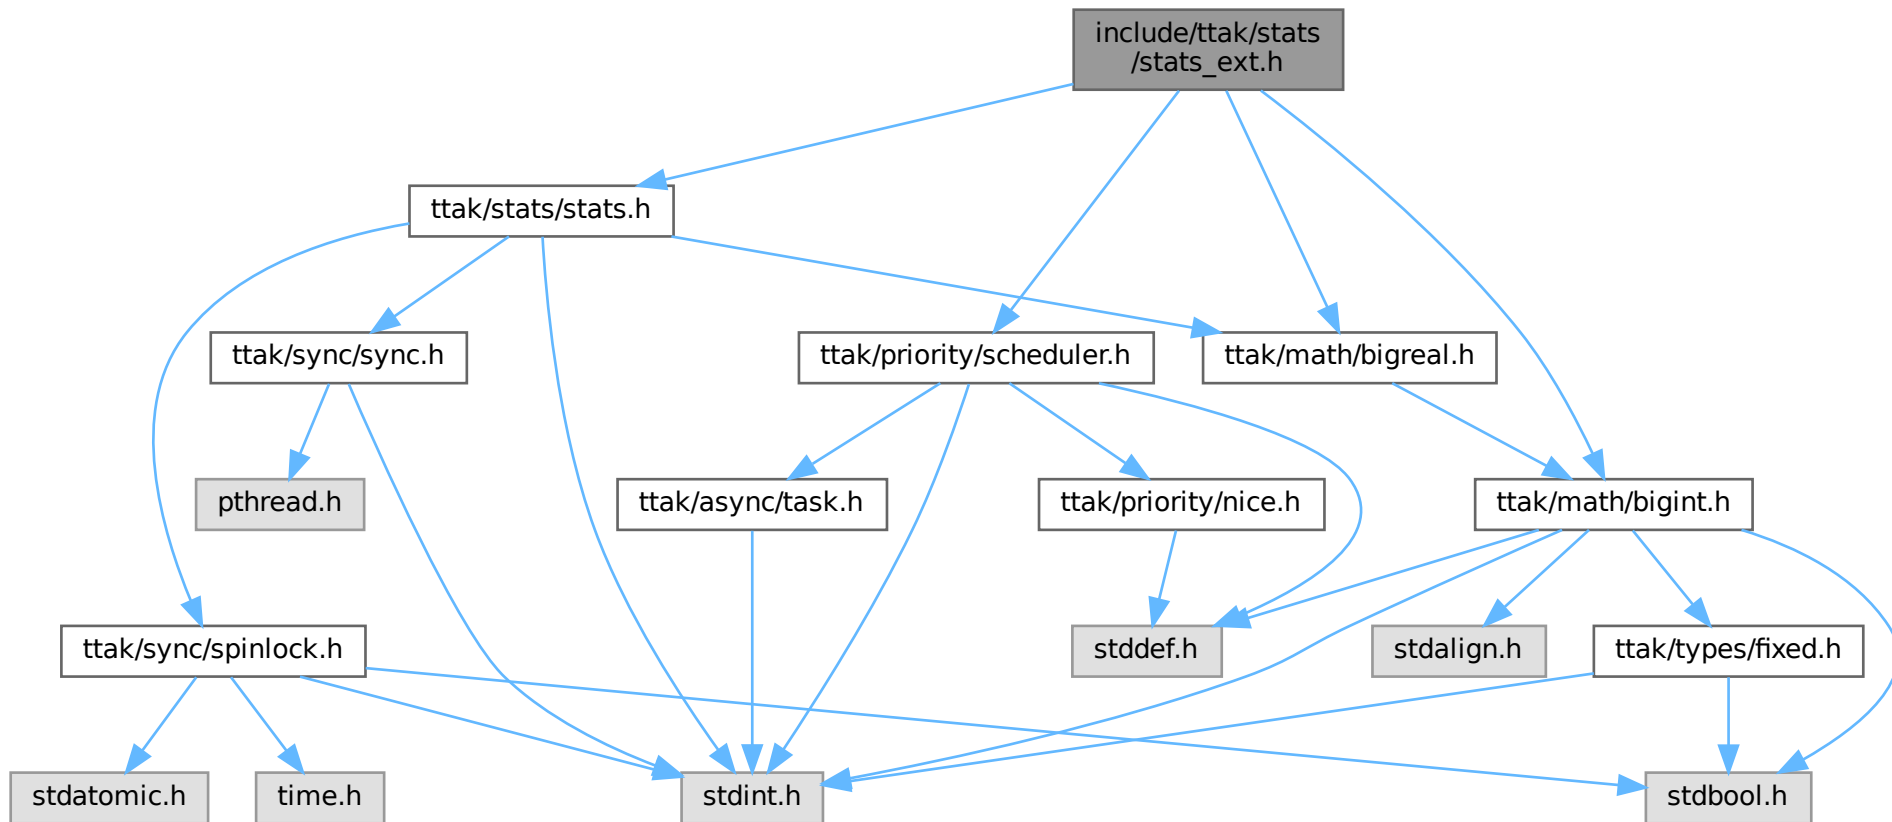 include/ttak/stats
/stats_ext.h
ttak/stats/stats.h
ttak/sync/sync.h
ttak/priority/scheduler.h
ttak/math/bigreal.h
pthread.h
ttak/async/task.h
ttak/priority/nice.h
ttak/math/bigint.h
ttak/sync/spinlock.h
stddef.h
stdalign.h
ttak/types/fixed.h
stdatomic.h
time.h
stdint.h
stdbool.h